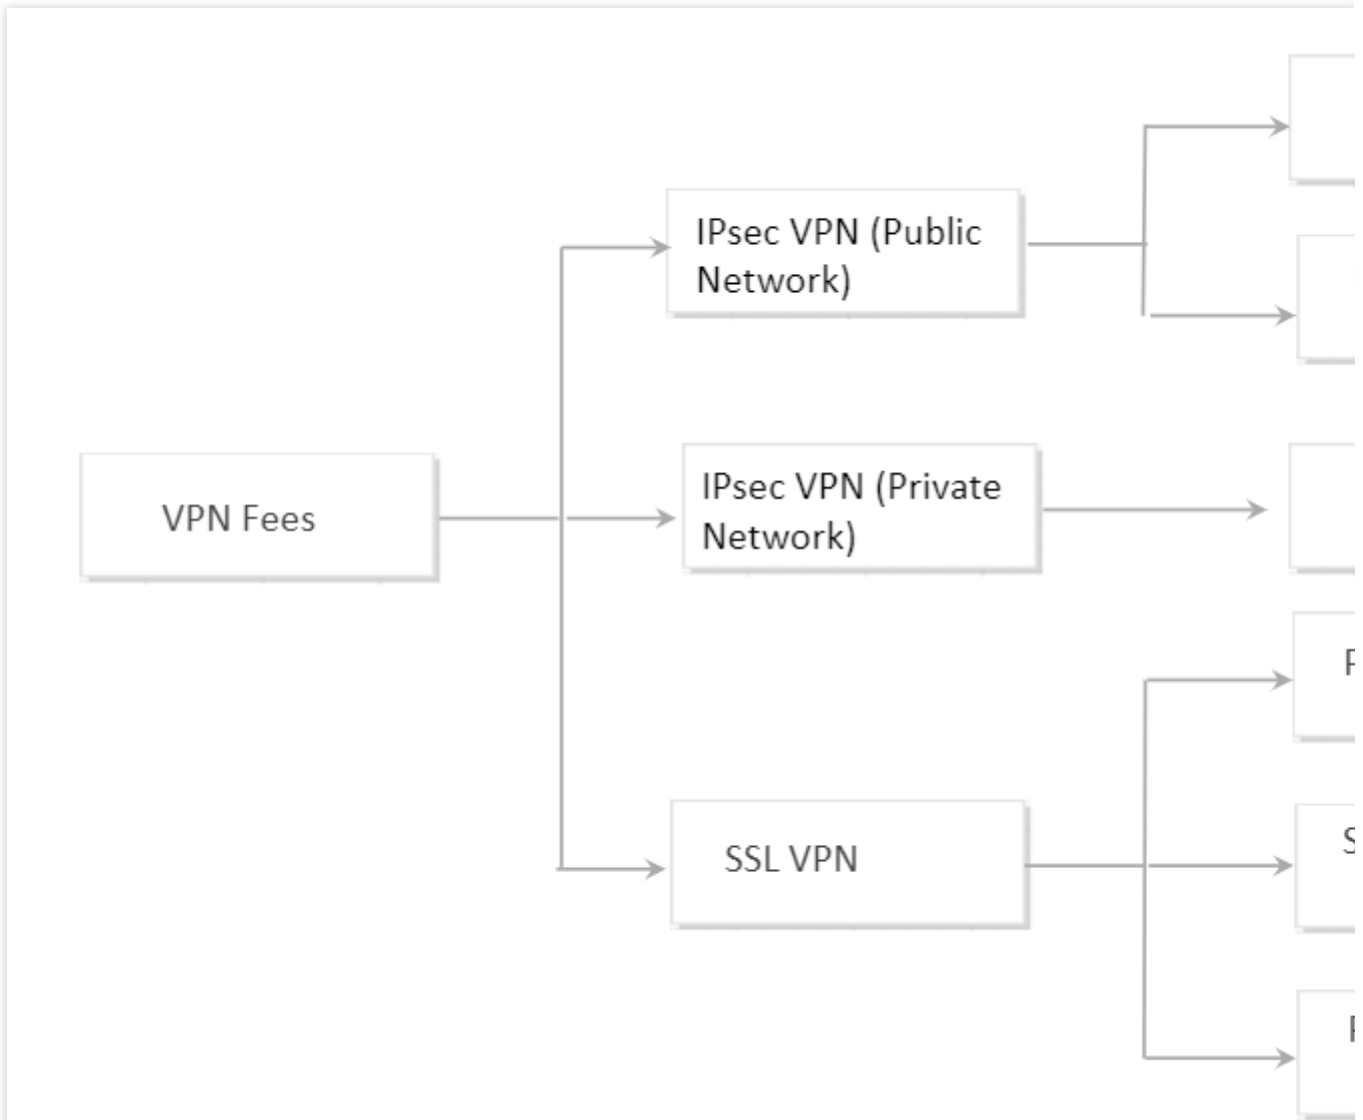 IPsec VPN (Public
Network)
VPN Fees
IPsec VPN (Private
Network)
SSL VPN